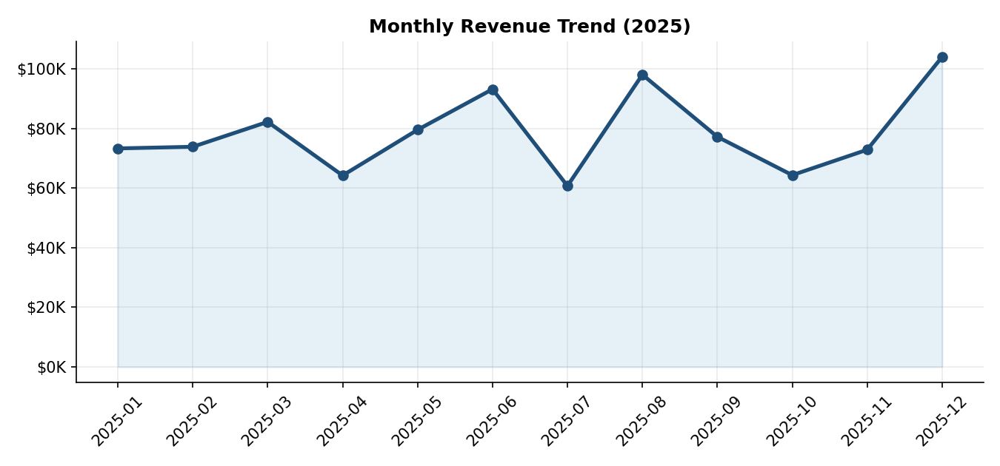 Monthly Revenue Trend (2025)
$100K
$80K
$60K
$40K
$20K
$0K
2025-01
2025-02
2025-03
2025-04
2025-05
2025-06
2025-07
2025-08
2025-09
2025-10
2025-11
2025-12